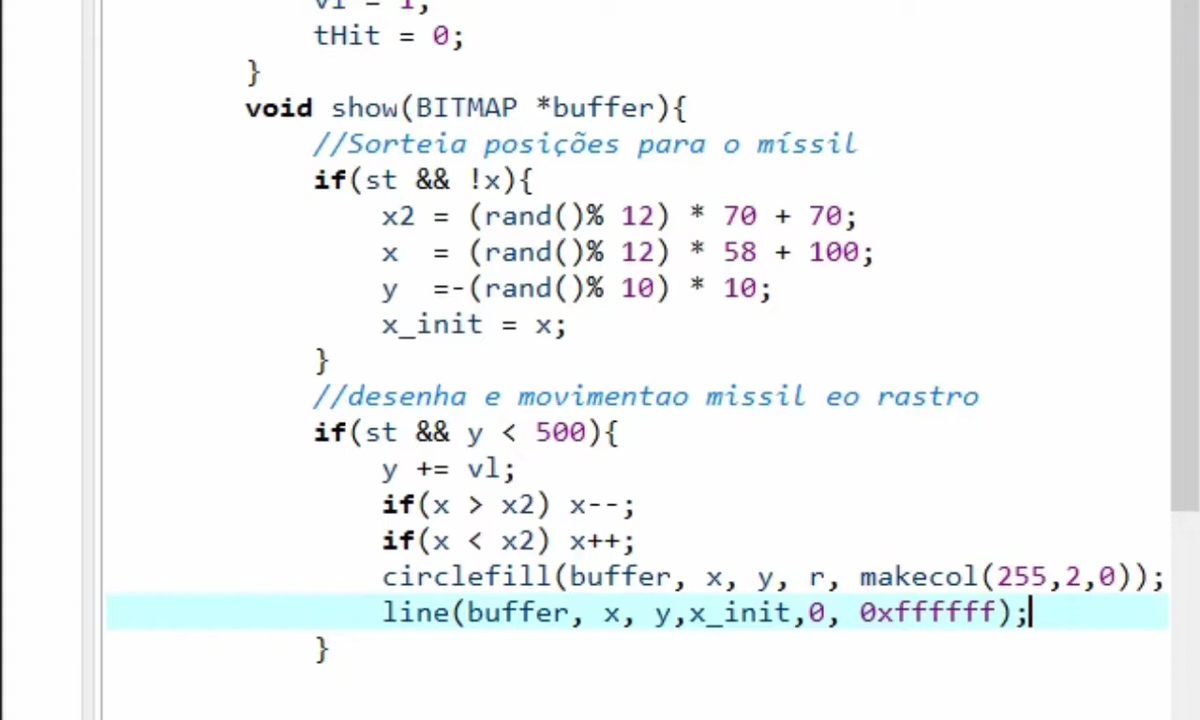 vl = 1;
tHit = 0;
}
void show(BITMAP *buffer){
//Sorteia posições para o míssil
if(st && !x){
x2 = (rand()% 12) * 70 + 70;
x  = (rand()% 12) * 58 + 100;
y  =-(rand()% 10) * 10;
x_init = x;
}
//desenha e movimentao missil eo rastro
if(st && y < 500){
y += vl;
if(x > x2) x--;
if(x < x2) x++;
circlefill(buffer, x, y, r, makecol(255,2,0));
line(buffer, x, y,x_init,0, 0xffffff);
}